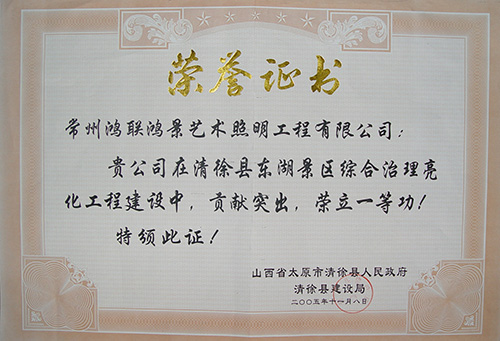 荣誉证书
常州鸿联鸿景艺术照明工程有限公司：
贵公司在清徐县东湖景区综合治理亮
化工程建设中，贡献突出，荣立一等功！
特颁此证！
山西省太原市清徐县人民政府
清徐县建设局
二〇〇五年十一月八日